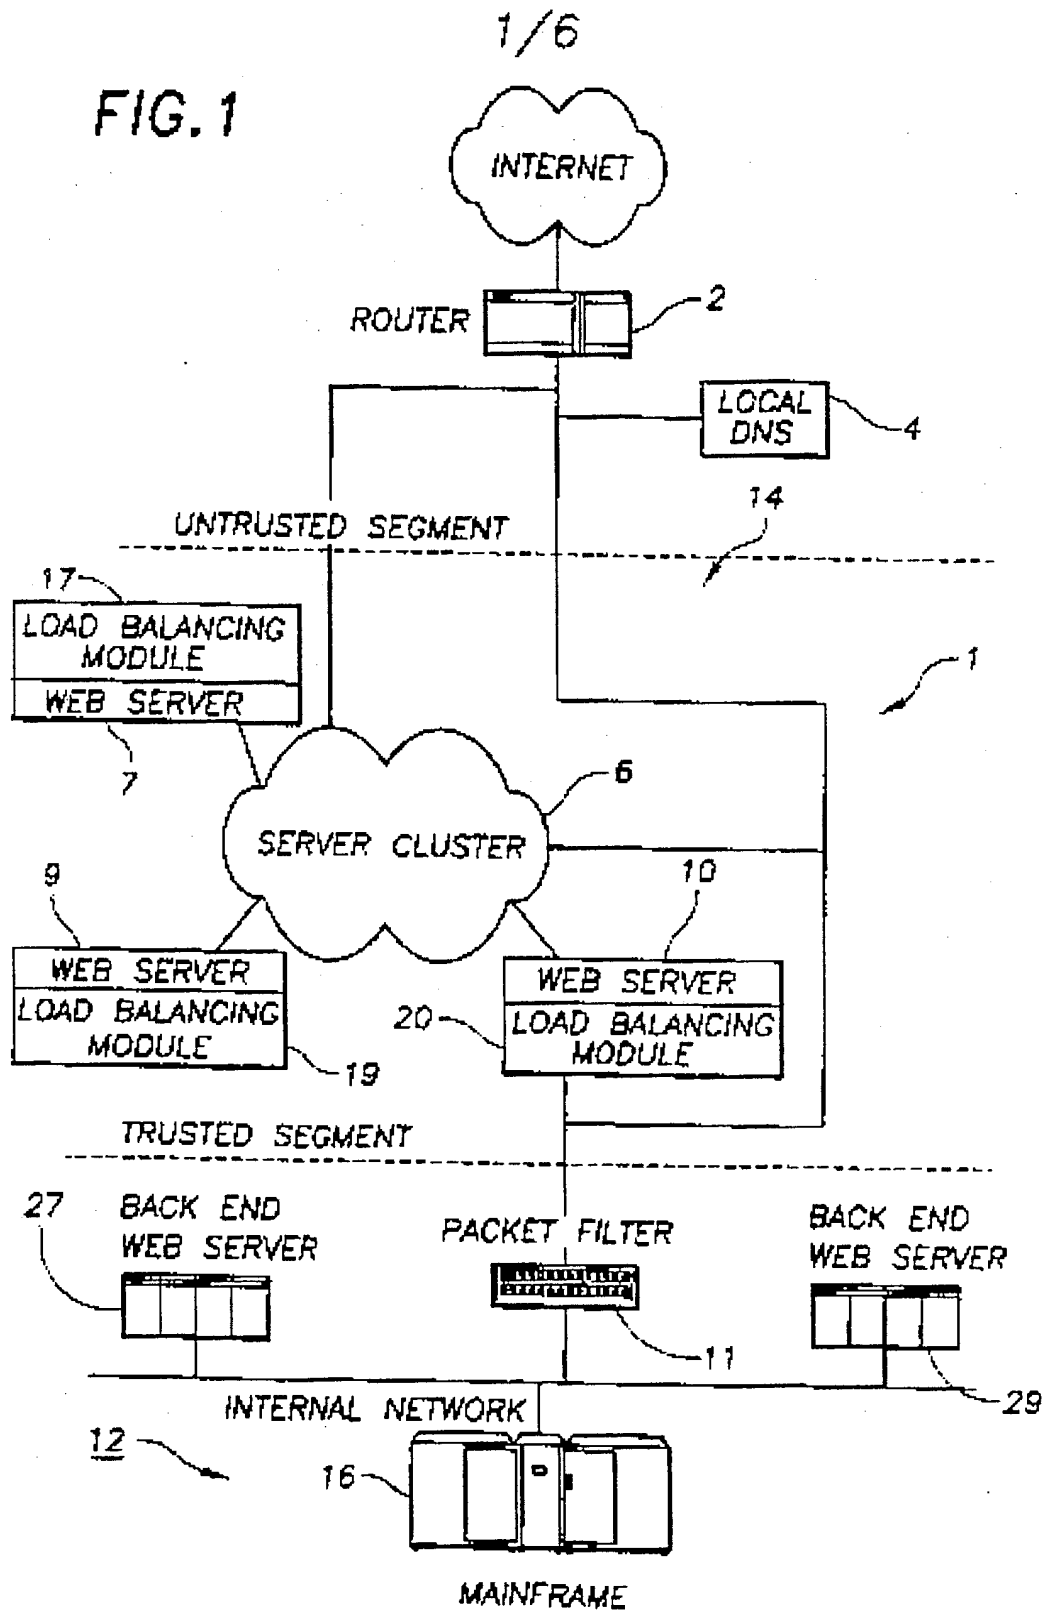 1/6
FIG. 1
INTERNET
ROUTER
2
LOCAL
DNS
4
14
UNTRUSTED SEGMENT
17
LOAD BALANCING
MODULE
WEB SERVER
7
1
6
SERVER CLUSTER
9
WEB SERVER
LOAD BALANCING
MODULE
19
10
WEB SERVER
20
LOAD BALANCING
MODULE
TRUSTED SEGMENT
27
BACK END
WEB SERVER
PACKET FILTER
11
BACK END
WEB SERVER
29
INTERNAL NETWORK
12
16
MAINFRAME